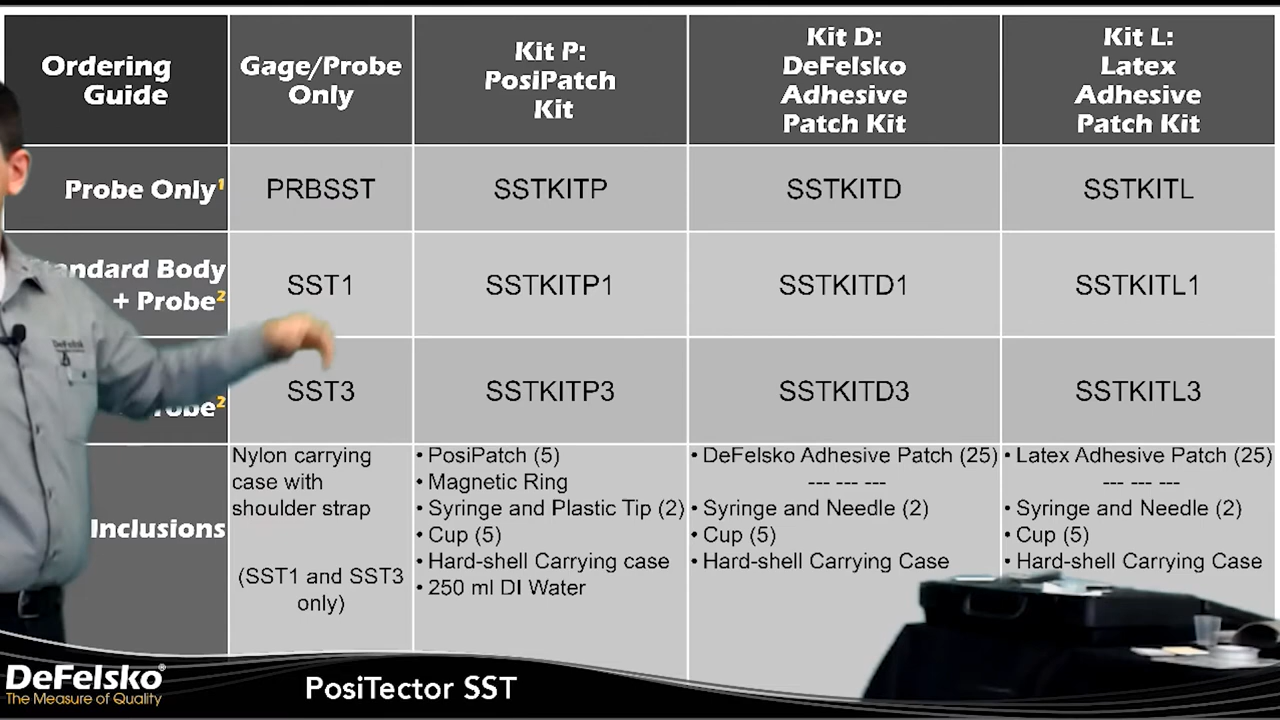 Ordering
Guide
Gage/Probe
Only
Kit P:
PosiPatch
Kit
Kit D:
DeFelsko
Adhesive
Patch Kit
Kit L:
Latex
Adhesive
Patch Kit
Probe Only¹
PRBSST
SSTKITP
SSTKITD
SSTKITL
Body
+ Probe²
SST1
SSTKITP1
SSTKITD1
SSTKITL1
SST3
SSTKITP3
SSTKITD3
SSTKITL3
Inclusions
Nylon carrying
case with
shoulder strap
(SST1 and SST3
only)
• PosiPatch (5)
• Magnetic Ring
• Syringe and Plastic Tip (2)
• Cup (5)
• Hard-shell Carrying case
• 250 ml DI Water
• DeFelsko Adhesive Patch (25)
--- --- ---
• Syringe and Needle (2)
• Cup (5)
• Hard-shell Carrying Case
• Latex Adhesive Patch (25)
--- --- ---
• Syringe and Needle (2)
• Cup (5)
• Hard-shell Carrying Case
DeFelsko®
The Measure of Quality
PosiTector SST